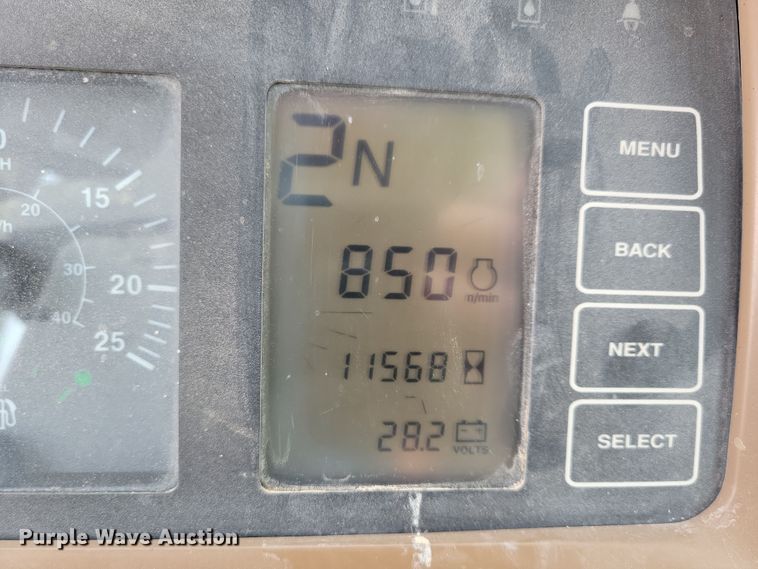 2N
850
n/min
11568
28.2
VOLTS
MENU
BACK
NEXT
SELECT
15
20
25
20
30
40
Purple Wave Auction